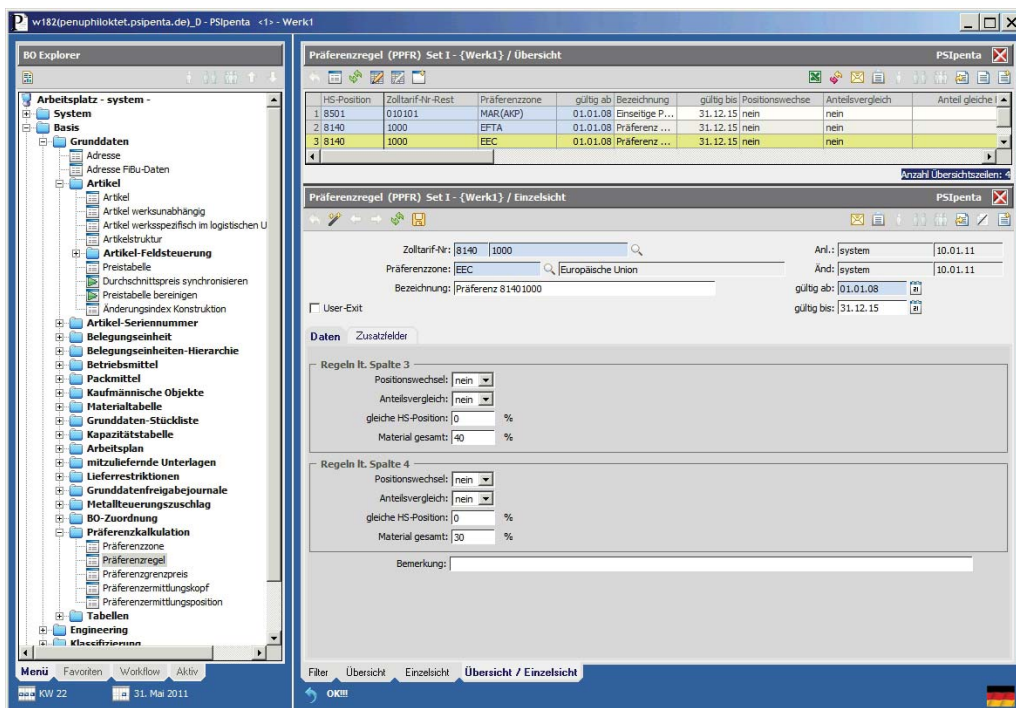 w182(penuphiloktet.psipenta.de)_D - PSIpenta <1> - Werk1
BO Explorer
Arbeitsplatz - system -
System
Basis
Grunddaten
Adresse
Adresse FiBu-Daten
Artikel
Artikel
Artikel werksunabhängig
Artikel werksspezifisch im logistischen U
Artikelstruktur
Artikel-Feldsteuerung
Preistabelle
Durchschnittspreis synchronisieren
Preistabelle bereinigen
Änderungsindex Konstruktion
Artikel-Seriennummer
Belegungseinheit
Belegungseinheiten-Hierarchie
Betriebsmittel
Packmittel
Kaufmännische Objekte
Materialtabelle
Grunddaten-Stückliste
Kapazitätstabelle
Arbeitsplan
mitzuliefernde Unterlagen
Lieferrestriktionen
Grunddatenfreigabejournale
Metallteuerungszuschlag
BO-Zuordnung
Präferenzkalkulation
Präferenzzone
Präferenzregel
Präferenzgrenzpreis
Präferenzermittlungskopf
Präferenzermittlungsposition
Tabellen
Engineering
Klassifizierung
Menü Favoriten Workflow Aktiv
KW 22 31. Mai 2011
Präferenzregel (PPFR) Set I - {Werk1} / Übersicht PSIpenta
HS-Position Zolltarif-Nr-Rest Präferenzzone gültig ab Bezeichnung gültig bis Positionswechse Anteilsvergleich Anteil gleiche
1 8501 010101 MAR(AKP) 01.01.08 Einseitige P... 31.12.15 nein nein
2 8140 1000 EFTA 01.01.08 Präferenz ... 31.12.15 nein nein
3 8140 1000 EEC 01.01.08 Präferenz ... 31.12.15 nein nein
Anzahl Übersichtszeilen: 4
Präferenzregel (PPFR) Set I - {Werk1} / Einzelsicht PSIpenta
Zolltarif-Nr: 8140 1000 Anl.: system 10.01.11
Präferenzzone: EEC Europäische Union Änd: system 10.01.11
Bezeichnung: Präferenz 81401000 gültig ab: 01.01.08
User-Exit gültig bis: 31.12.15
Daten Zusatzfelder
Regeln lt. Spalte 3
Positionswechsel: nein
Anteilsvergleich: nein
gleiche HS-Position: 0 %
Material gesamt: 40 %
Regeln lt. Spalte 4
Positionswechsel: nein
Anteilsvergleich: nein
gleiche HS-Position: 0 %
Material gesamt: 30 %
Bemerkung:
Filter Übersicht Einzelsicht Übersicht / Einzelsicht
OK!!!